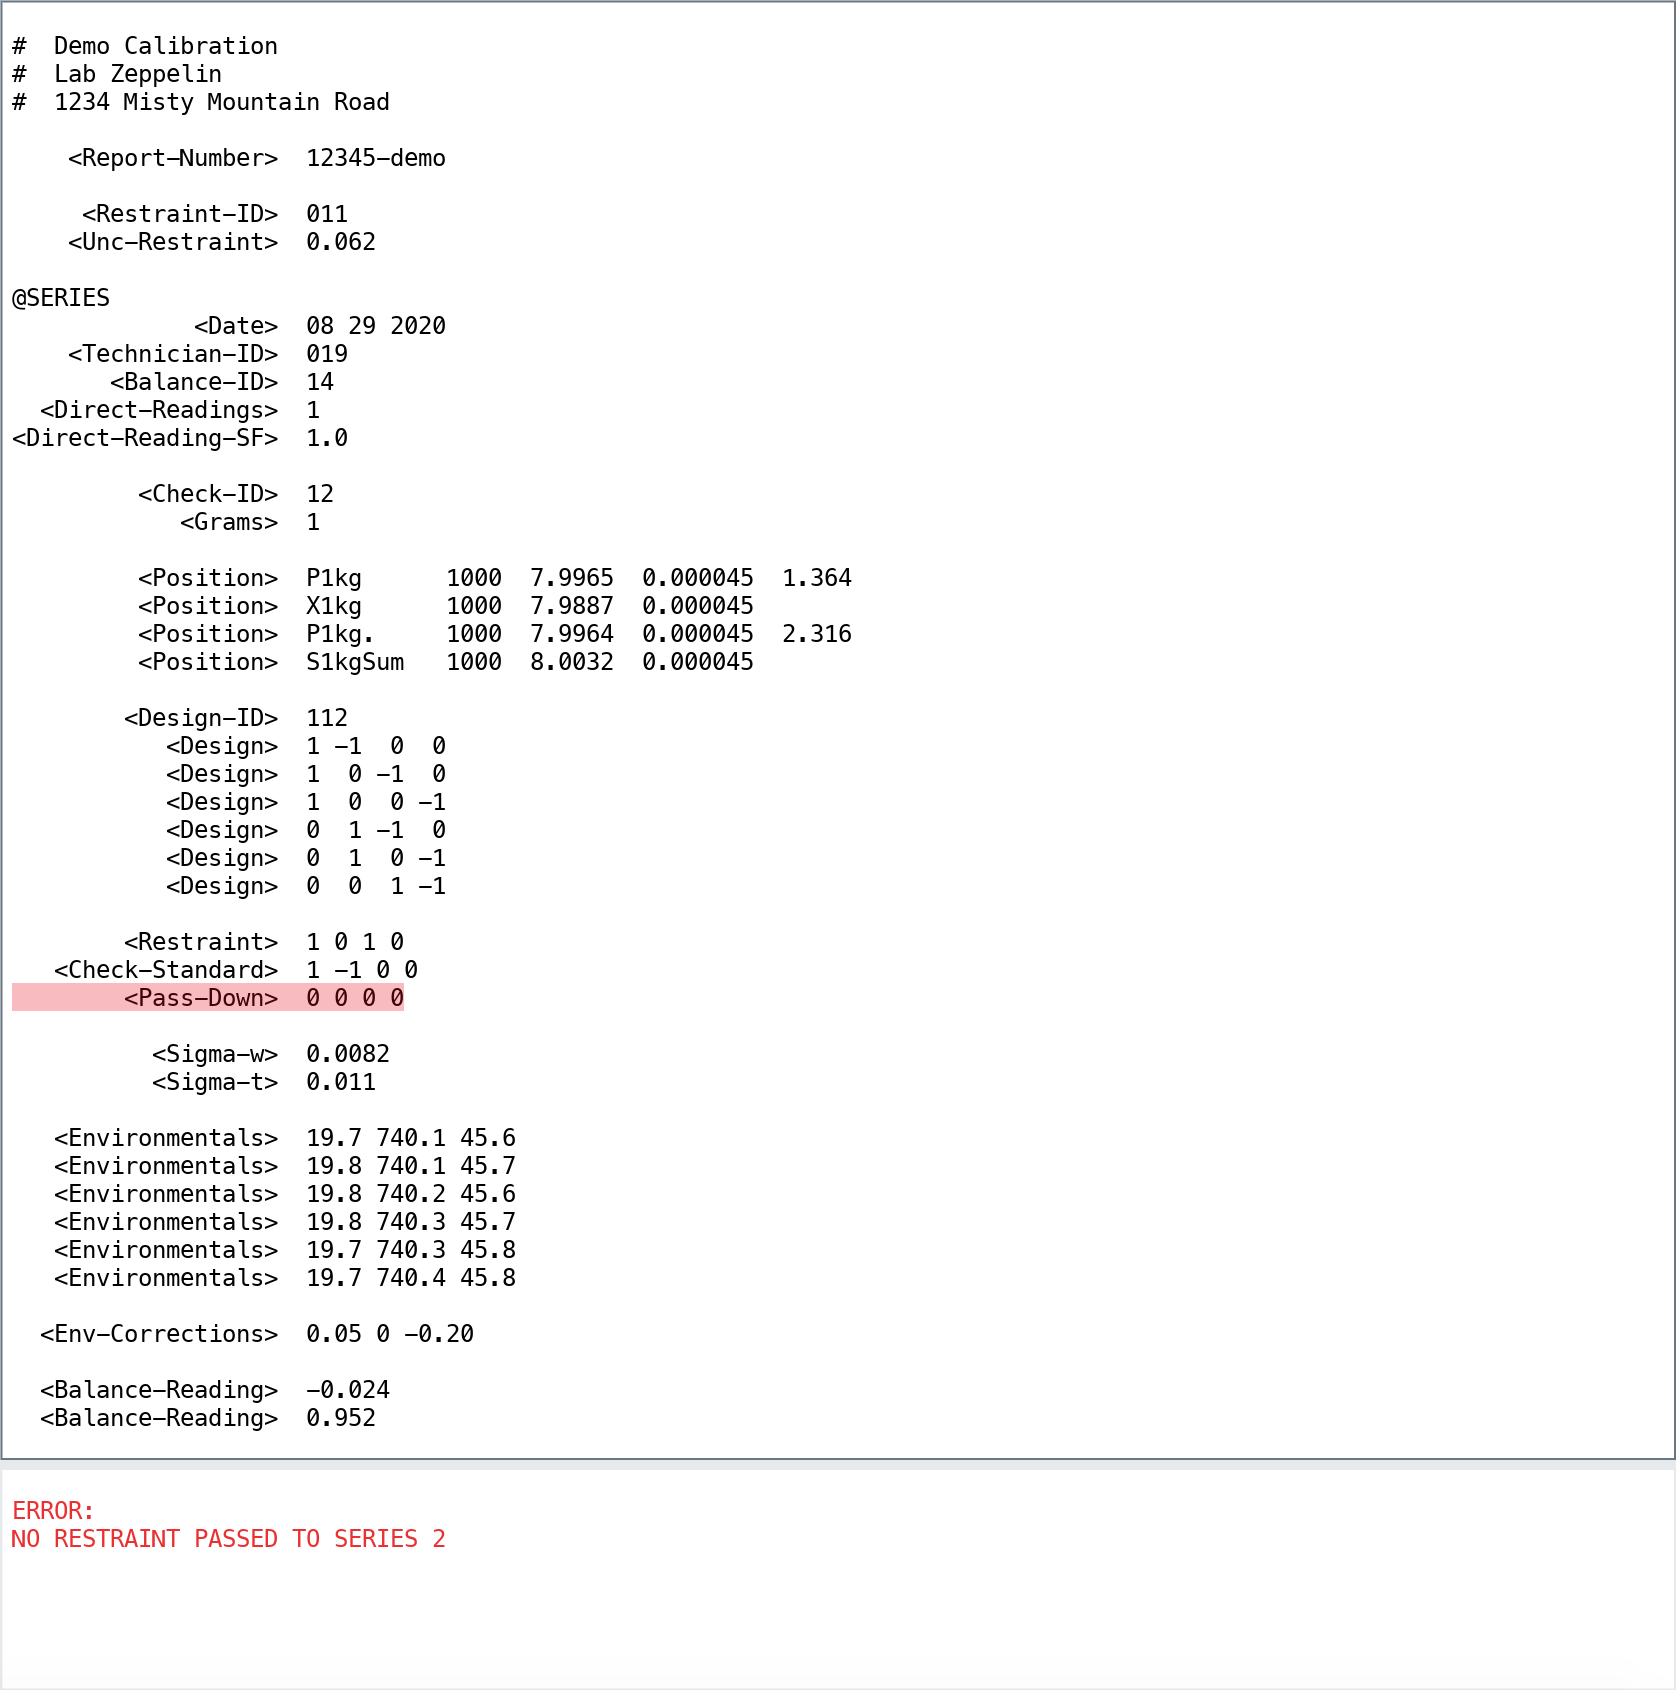 # Demo Calibration
# Lab Zeppelin
# 1234 Misty Mountain Road
<Report-Number> 12345-demo
<Restraint-ID> 011
<Unc-Restraint> 0.062
@SERIES
<Date> 08 29 2020
<Technician-ID> 019
<Balance-ID> 14
<Direct-Readings> 1
<Direct-Reading-SF> 1.0
<Check-ID> 12
<Grams> 1
<Position> P1kg 1000 7.9965 0.000045 1.364
<Position> X1kg 1000 7.9887 0.000045
<Position> P1kg. 1000 7.9964 0.000045 2.316
<Position> S1kgSum 1000 8.0032 0.000045
<Design-ID> 112
<Design> 1 -1 0 0
<Design> 1 0 -1 0
<Design> 1 0 0 -1
<Design> 0 1 -1 0
<Design> 0 1 0 -1
<Design> 0 0 1 -1
<Restraint> 1 0 1 0
<Check-Standard> 1 -1 0 0
<Pass-Down> 0 0 0 0
<Sigma-w> 0.0082
<Sigma-t> 0.011
<Environmentals> 19.7 740.1 45.6
<Environmentals> 19.8 740.1 45.7
<Environmentals> 19.8 740.2 45.6
<Environmentals> 19.8 740.3 45.7
<Environmentals> 19.7 740.3 45.8
<Environmentals> 19.7 740.4 45.8
<Env-Corrections> 0.05 0 -0.20
<Balance-Reading> -0.024
<Balance-Reading> 0.952
ERROR:
NO RESTRAINT PASSED TO SERIES 2